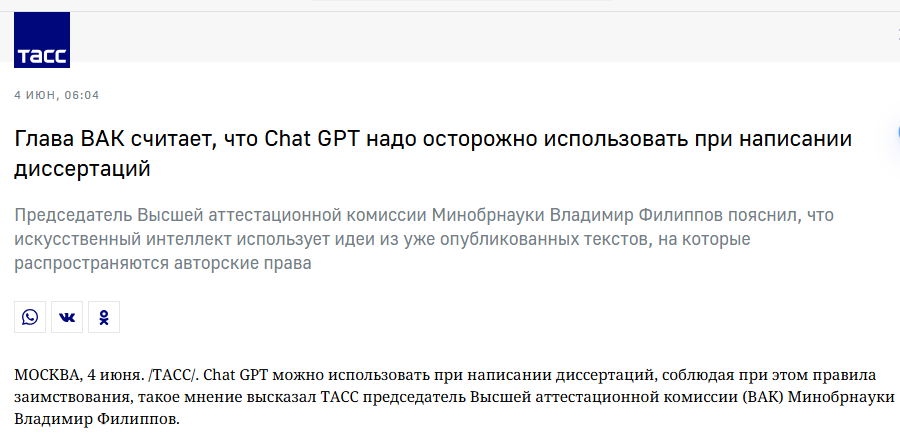 тасс
4 ИЮН, 06:04
Глава ВАК считает, что Chat GPT надо осторожно использовать при написании
диссертаций
Председатель Высшей аттестационной комиссии Минобрнауки Владимир Филиппов пояснил, что
искусственный интеллект использует идеи из уже опубликованных текстов, на которые
распространяются авторские права
МОСКВА, 4 июня. /ТАСС/. Chat GPT можно использовать при написании диссертаций, соблюдая при этом правила
заимствования, такое мнение высказал ТАСС председатель Высшей аттестационной комиссии (ВАК) Минобрнауки
Владимир Филиппов.